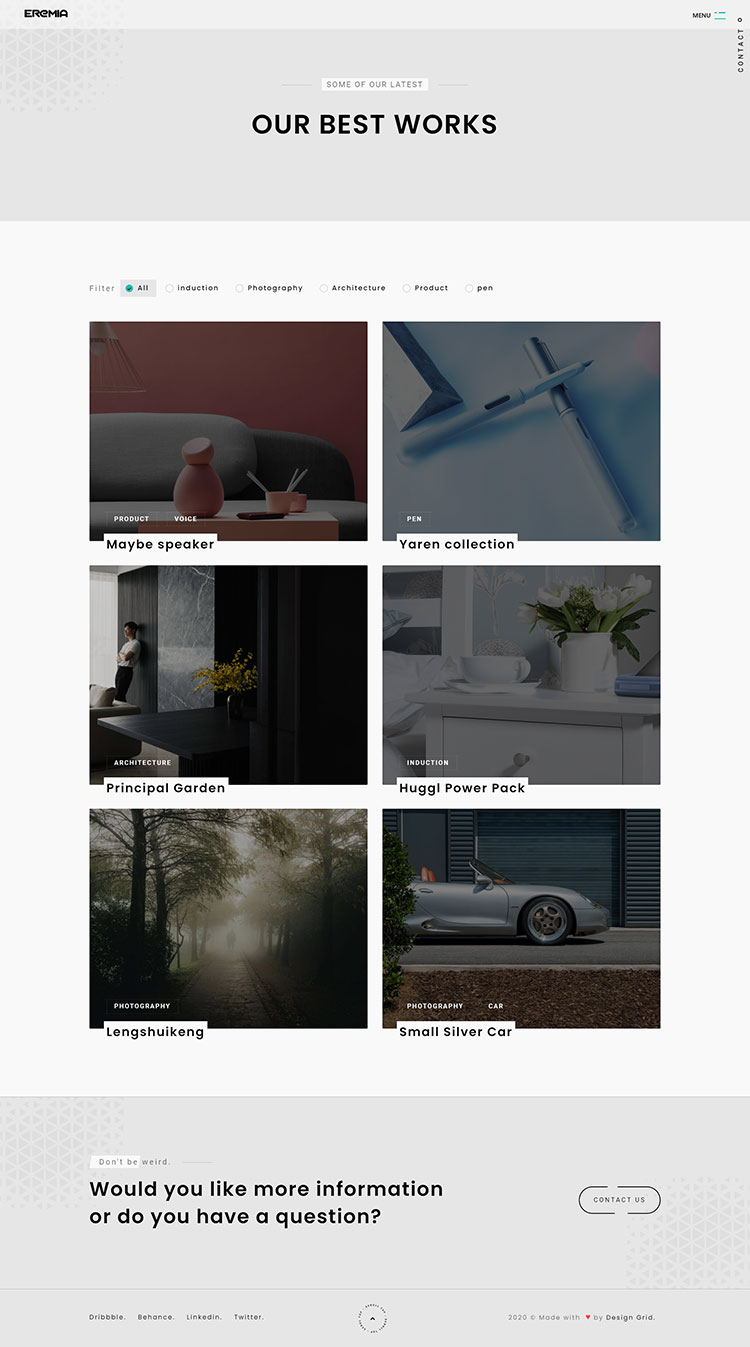 EREMIA
MENU
CONTACT
SOME OF OUR LATEST
OUR BEST WORKS
Filter All induction Photography Architecture Product pen
PRODUCT VOICE
Maybe speaker
PEN
Yaren collection
ARCHITECTURE
Principal Garden
INDUCTION
Huggl Power Pack
PHOTOGRAPHY
Lengshuikeng
PHOTOGRAPHY CAR
Small Silver Car
Don't be weird.
Would you like more information
or do you have a question?
CONTACT US
Dribbble. Behance. Linkedin. Twitter.
2020 © Made with ♥ by Design Grid.